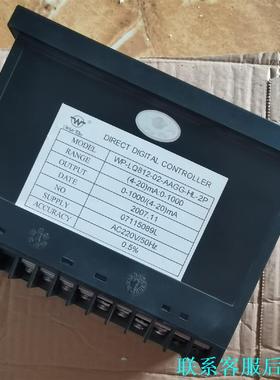 DIRECT DIGITAL CONTROLLER
MODEL WP-LQ812-02-AAGG-HL-2P
RANGE (4-20)mA:0-1000
OUTPUT 0-1000/(4-20)mA
DATE 2007.11
NO 07115089L
SUPPLY AC220V/50Hz
ACCURACY 0.5%
联系客服后